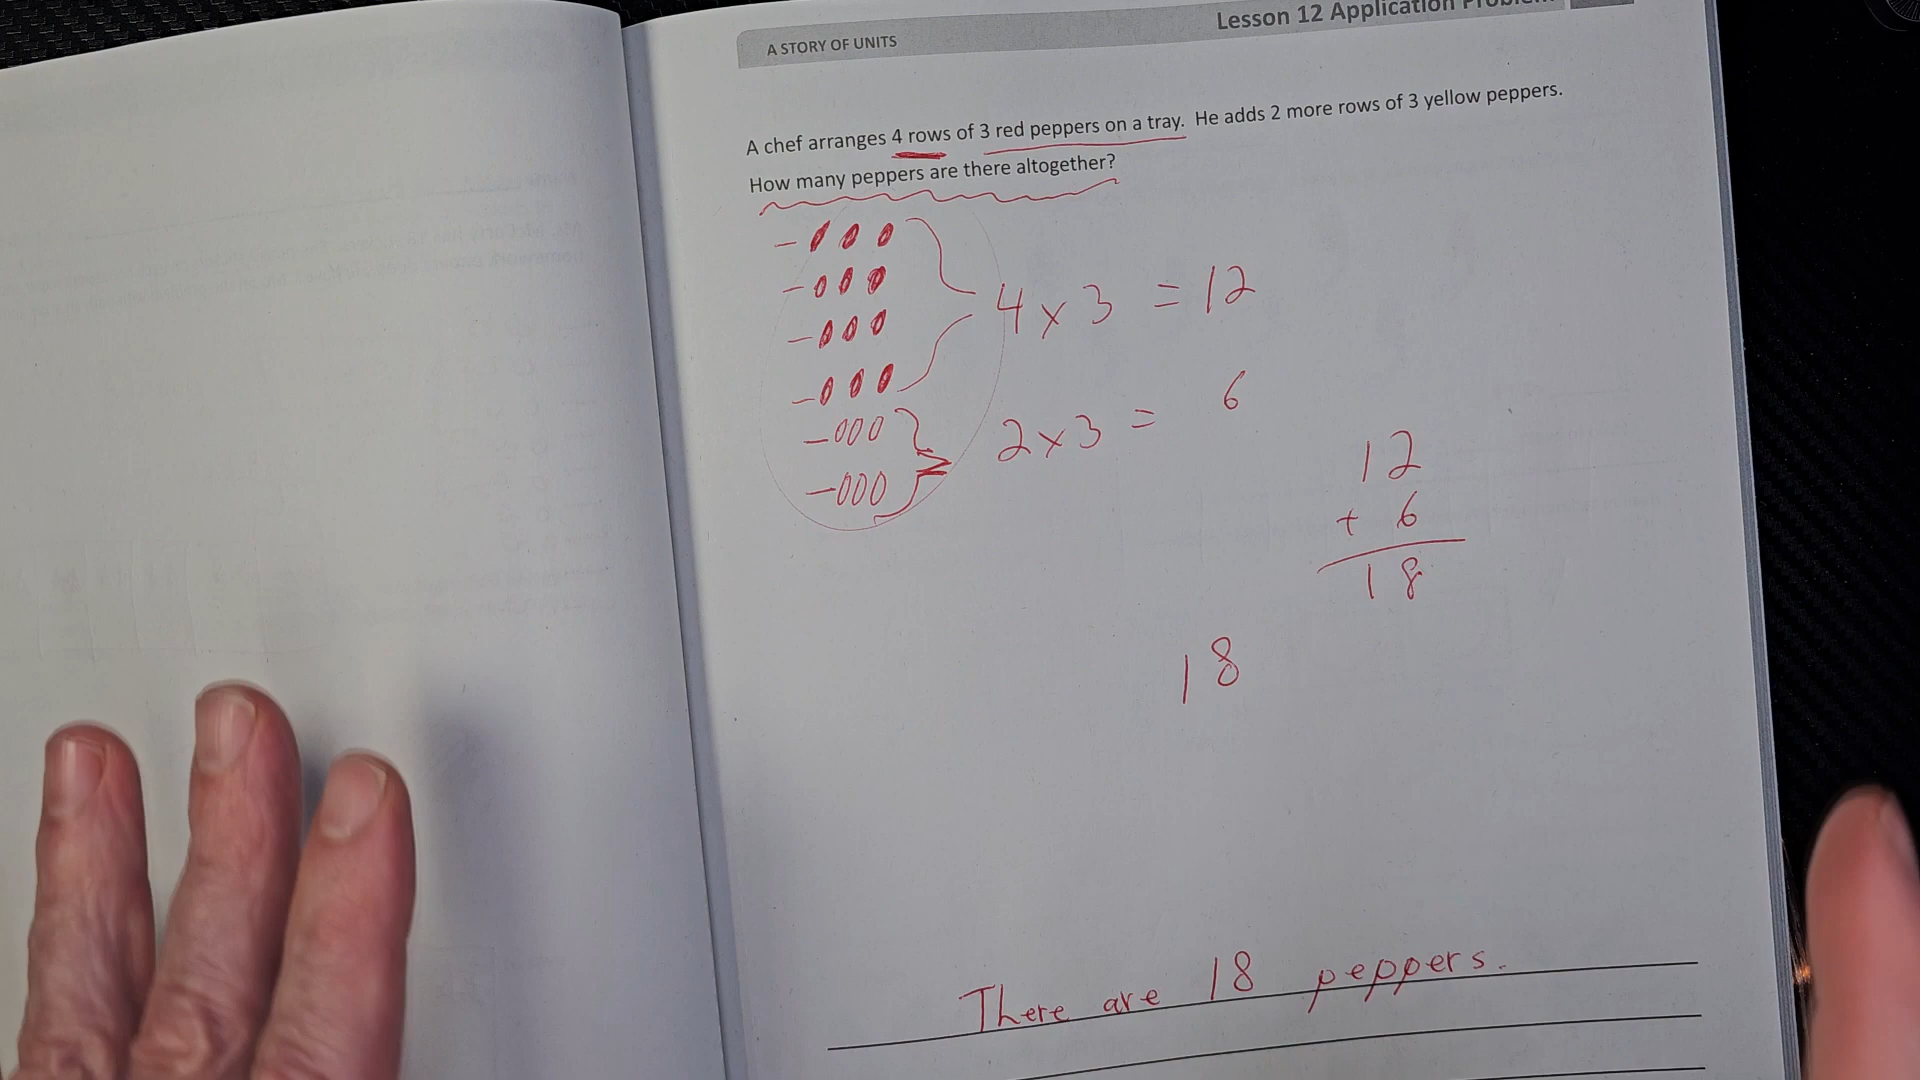 A STORY OF UNITS
Lesson 12 Application Problem
A chef arranges 4 rows of 3 red peppers on a tray. He adds 2 more rows of 3 yellow peppers.
How many peppers are there altogether?
4 x 3 = 12
2 x 3 = 6
12
+ 6
18
18
There are 18 peppers.